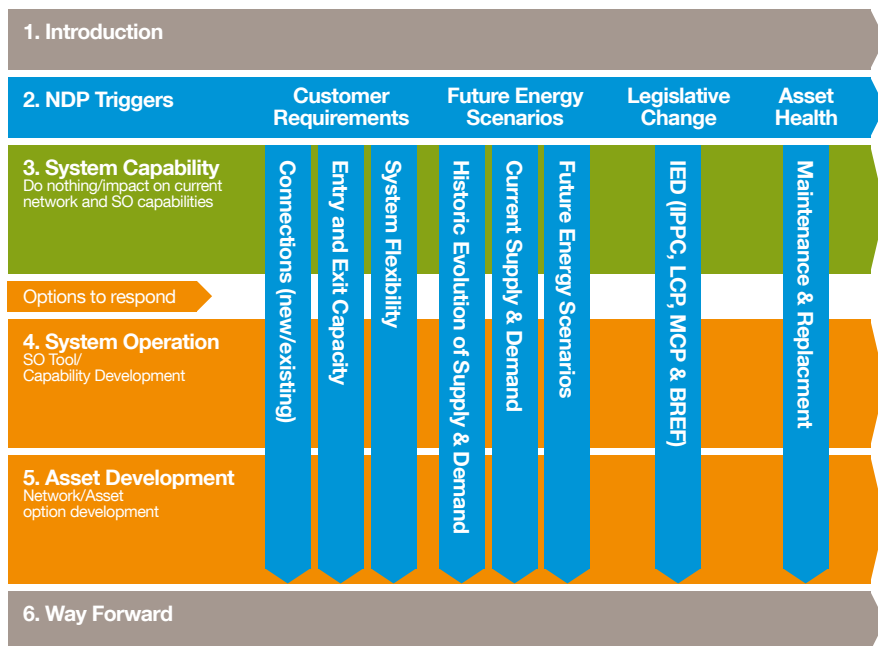 1. Introduction
2. NDP Triggers
Customer
Requirements
Future Energy
Scenarios
Legislative
Change
Asset
Health
3. System Capability
Do nothing/impact on current
network and SO capabilities
Options to respond
4. System Operation
SO Tool/
Capability Development
5. Asset Development
Network/Asset
option development
Connections (new/existing)
Entry and Exit Capacity
System Flexibility
Historic Evolution of Supply & Demand
Current Supply & Demand
Future Energy Scenarios
IED (IPPC, LCP, MCP & BREF)
Maintenance & Replacment
6. Way Forward